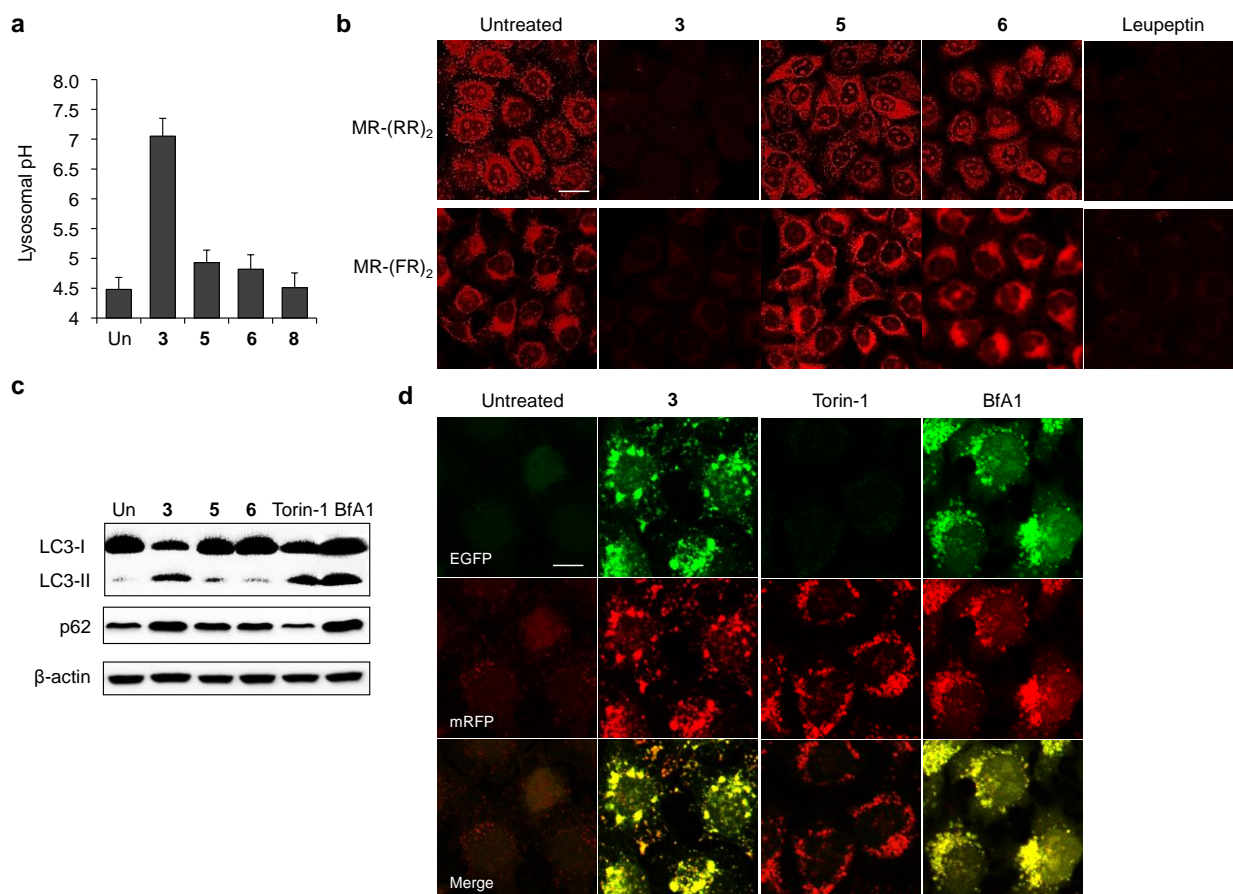 a
8.0
7.5
7
6.5
6
5.5
5
4.5
4
Lysosomal pH
Un 3 5 6 8
b
Untreated 3 5 6 Leupeptin
MR-(RR)2
MR-(FR)2
c
Un 3 5 6 Torin-1 BfA1
LC3-I
LC3-II
p62
β-actin
d
Untreated 3 Torin-1 BfA1
EGFP
mRFP
Merge